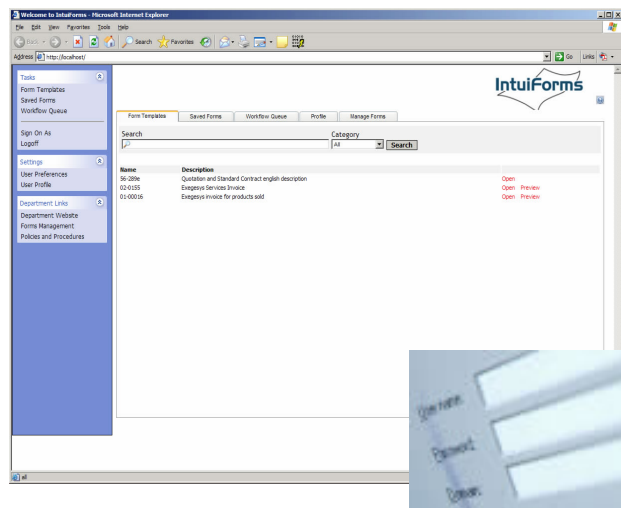 Welcome to IntuiForms - Microsoft Internet Explorer
File Edit View Favorites Tools Help
Back Search Favorites
Address http://localhost/ Go Links
Tasks
Form Templates
Saved Forms
Workflow Queue
Sign On As
Logoff
Settings
User Preferences
User Profile
Department Links
Department Website
Forms Management
Policies and Procedures
IntuiForms
Form Templates Saved Forms Workflow Queue Profile Manage Forms
Search Category
All Search
Name Description
56-289e Quotation and Standard Contract english description Open
02-0155 Exegesys Services Invoice Open Preview
01-00016 Exegesys invoice for products sold Open Preview
User name:
Password:
Domain:
all